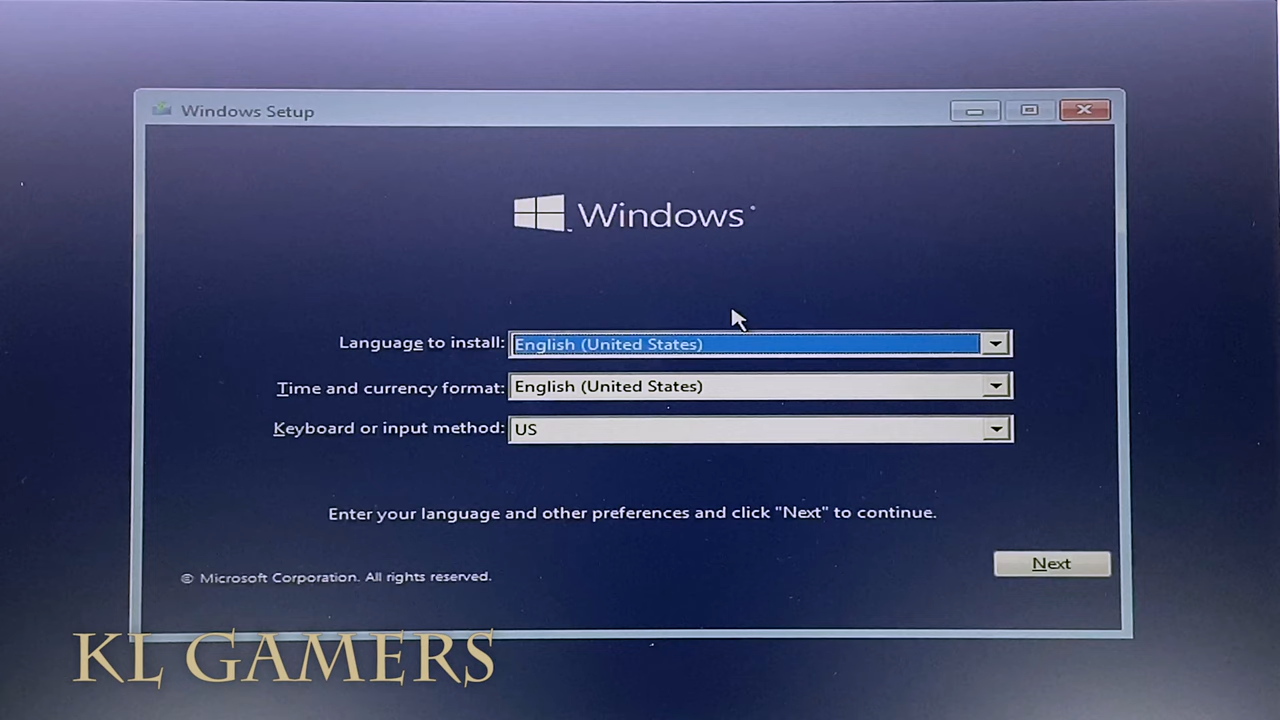 Windows Setup
Windows
Language to install: English (United States)
Time and currency format: English (United States)
Keyboard or input method: US
Enter your language and other preferences and click "Next" to continue.
Next
© Microsoft Corporation. All rights reserved.
KL GAMERS